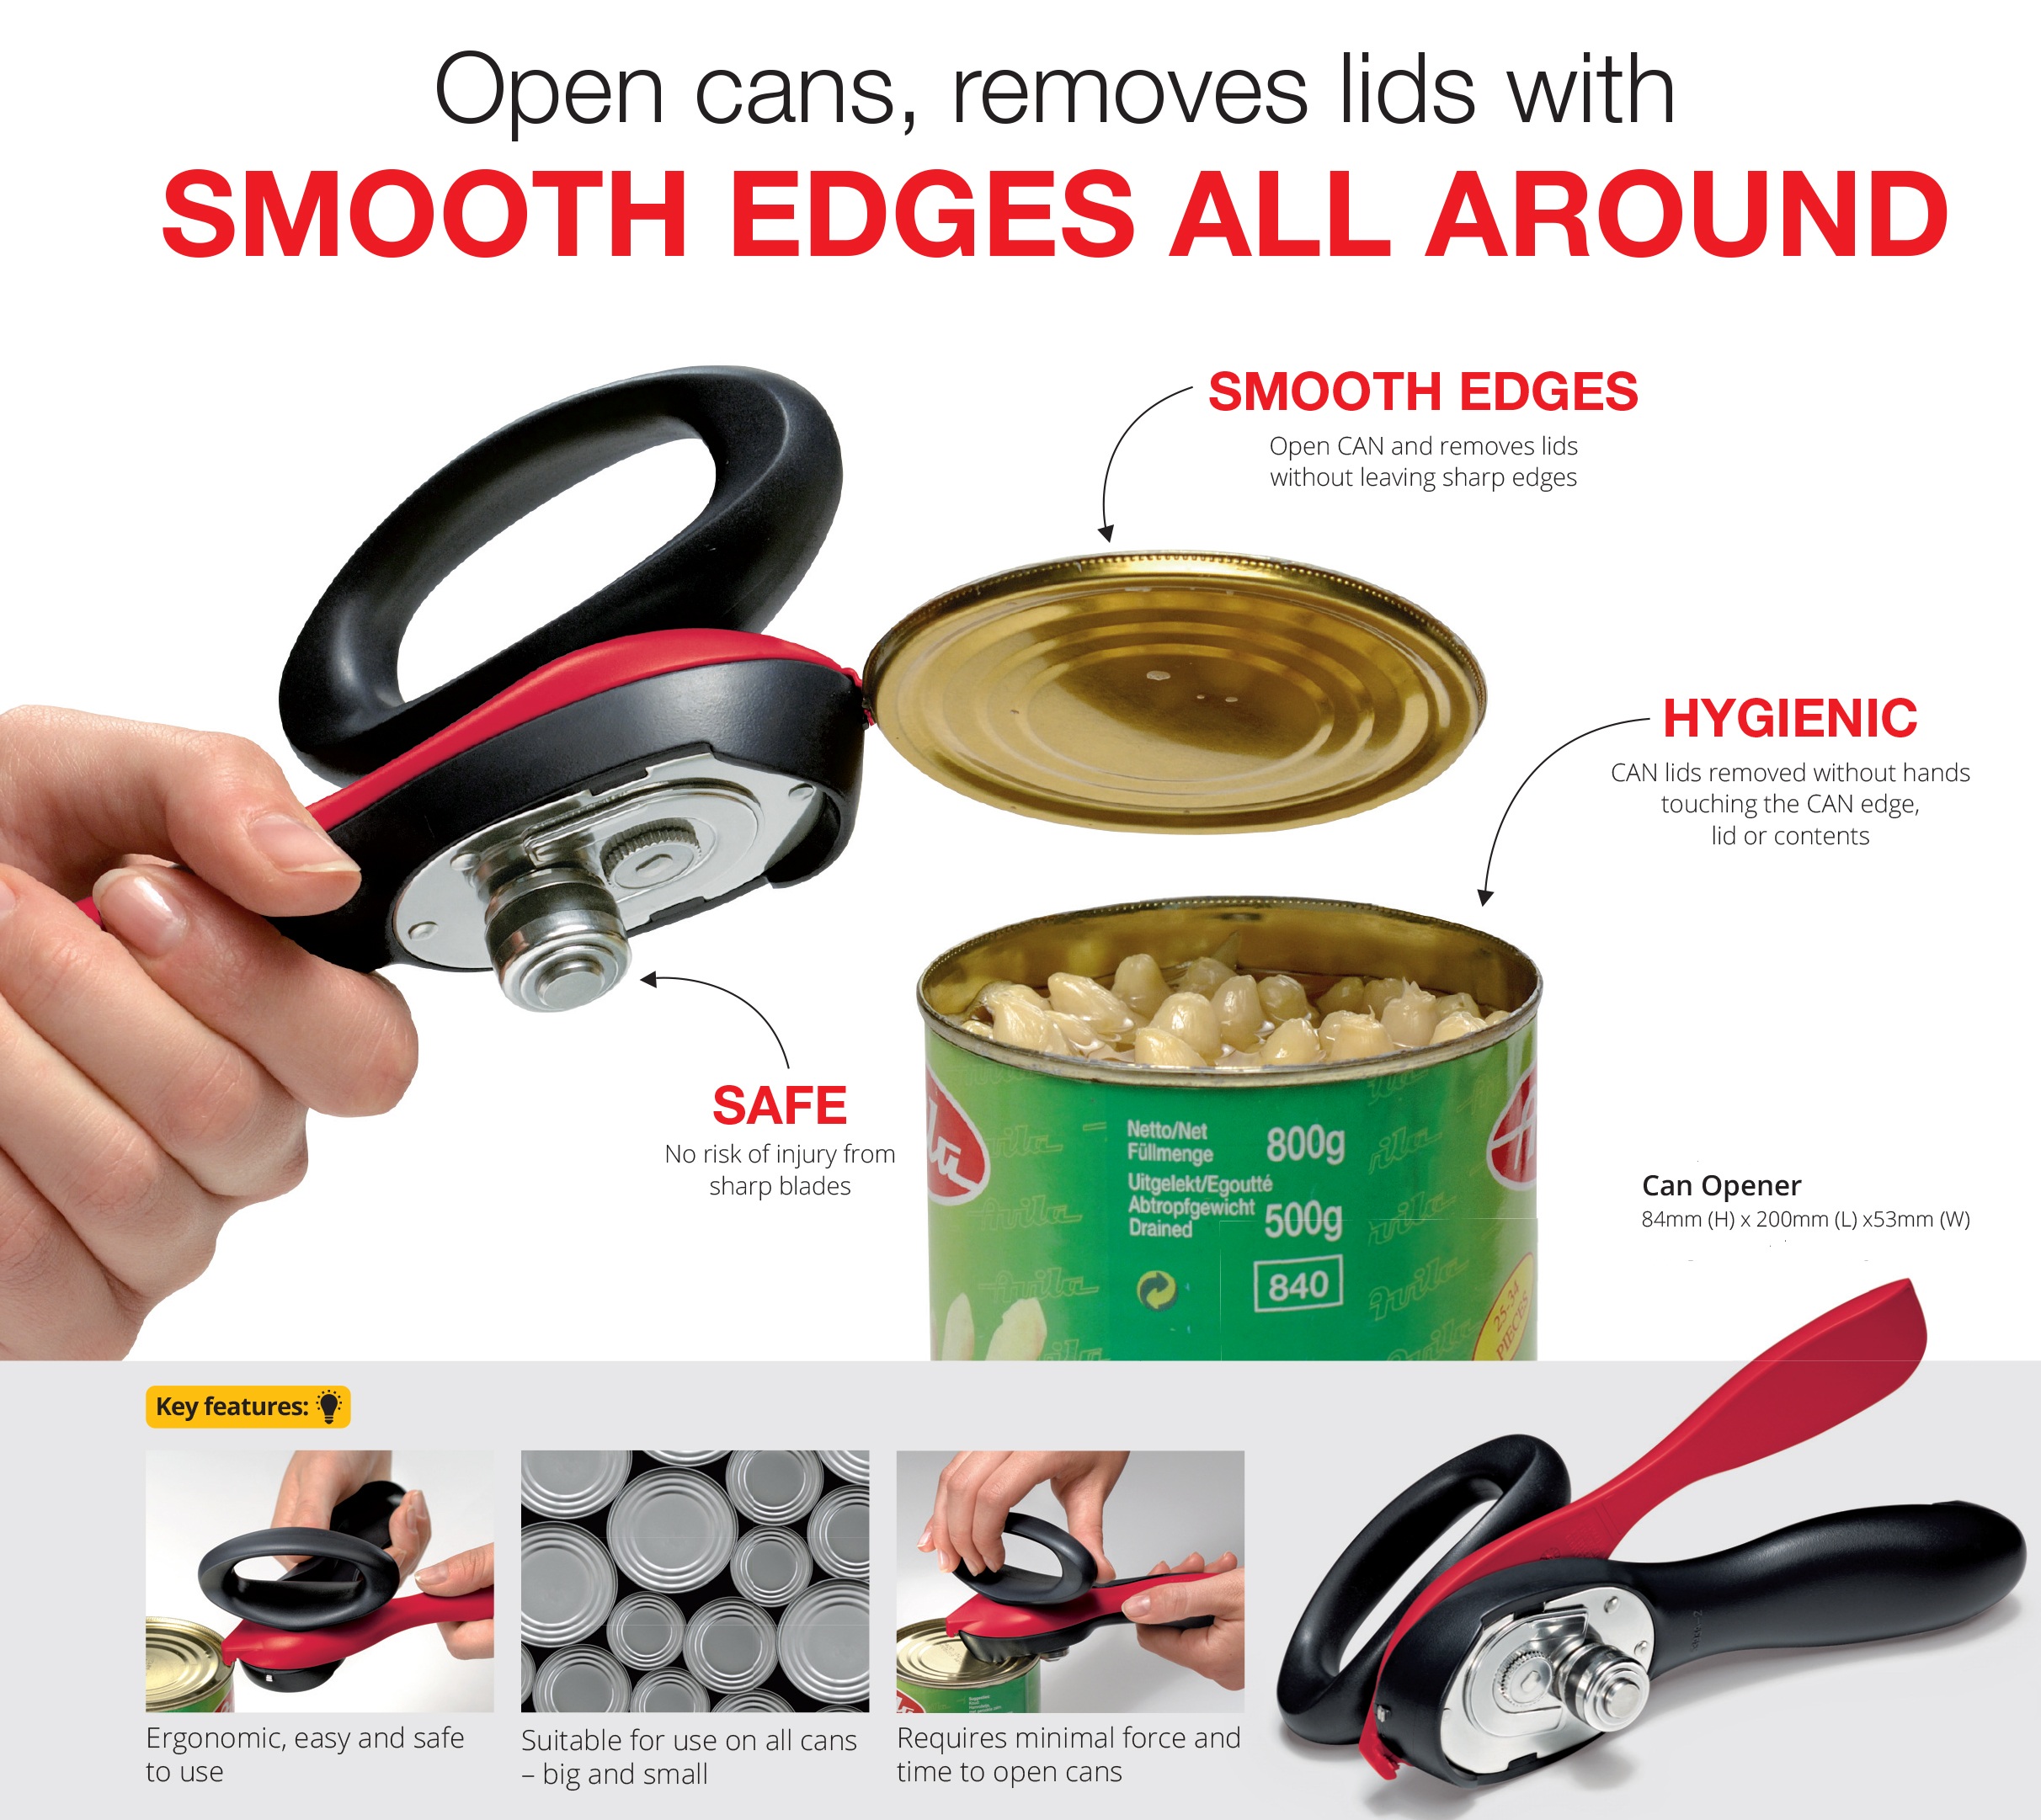 Open cans, removes lids with
SMOOTH EDGES ALL AROUND
SMOOTH EDGES
Open CAN and removes lids
without leaving sharp edges
HYGIENIC
CAN lids removed without hands
touching the CAN edge,
lid or contents
SAFE
No risk of injury from
sharp blades
Netto/Net
Füllmenge 800g
Uitgelekt/Egoutté
Abtropfgewicht
Drained 500g
840
Avila
25-34
PIECES
Can Opener
84mm (H) x 200mm (L) x53mm (W)
Key features:
Ergonomic, easy and safe
to use
Suitable for use on all cans
– big and small
Requires minimal force and
time to open cans